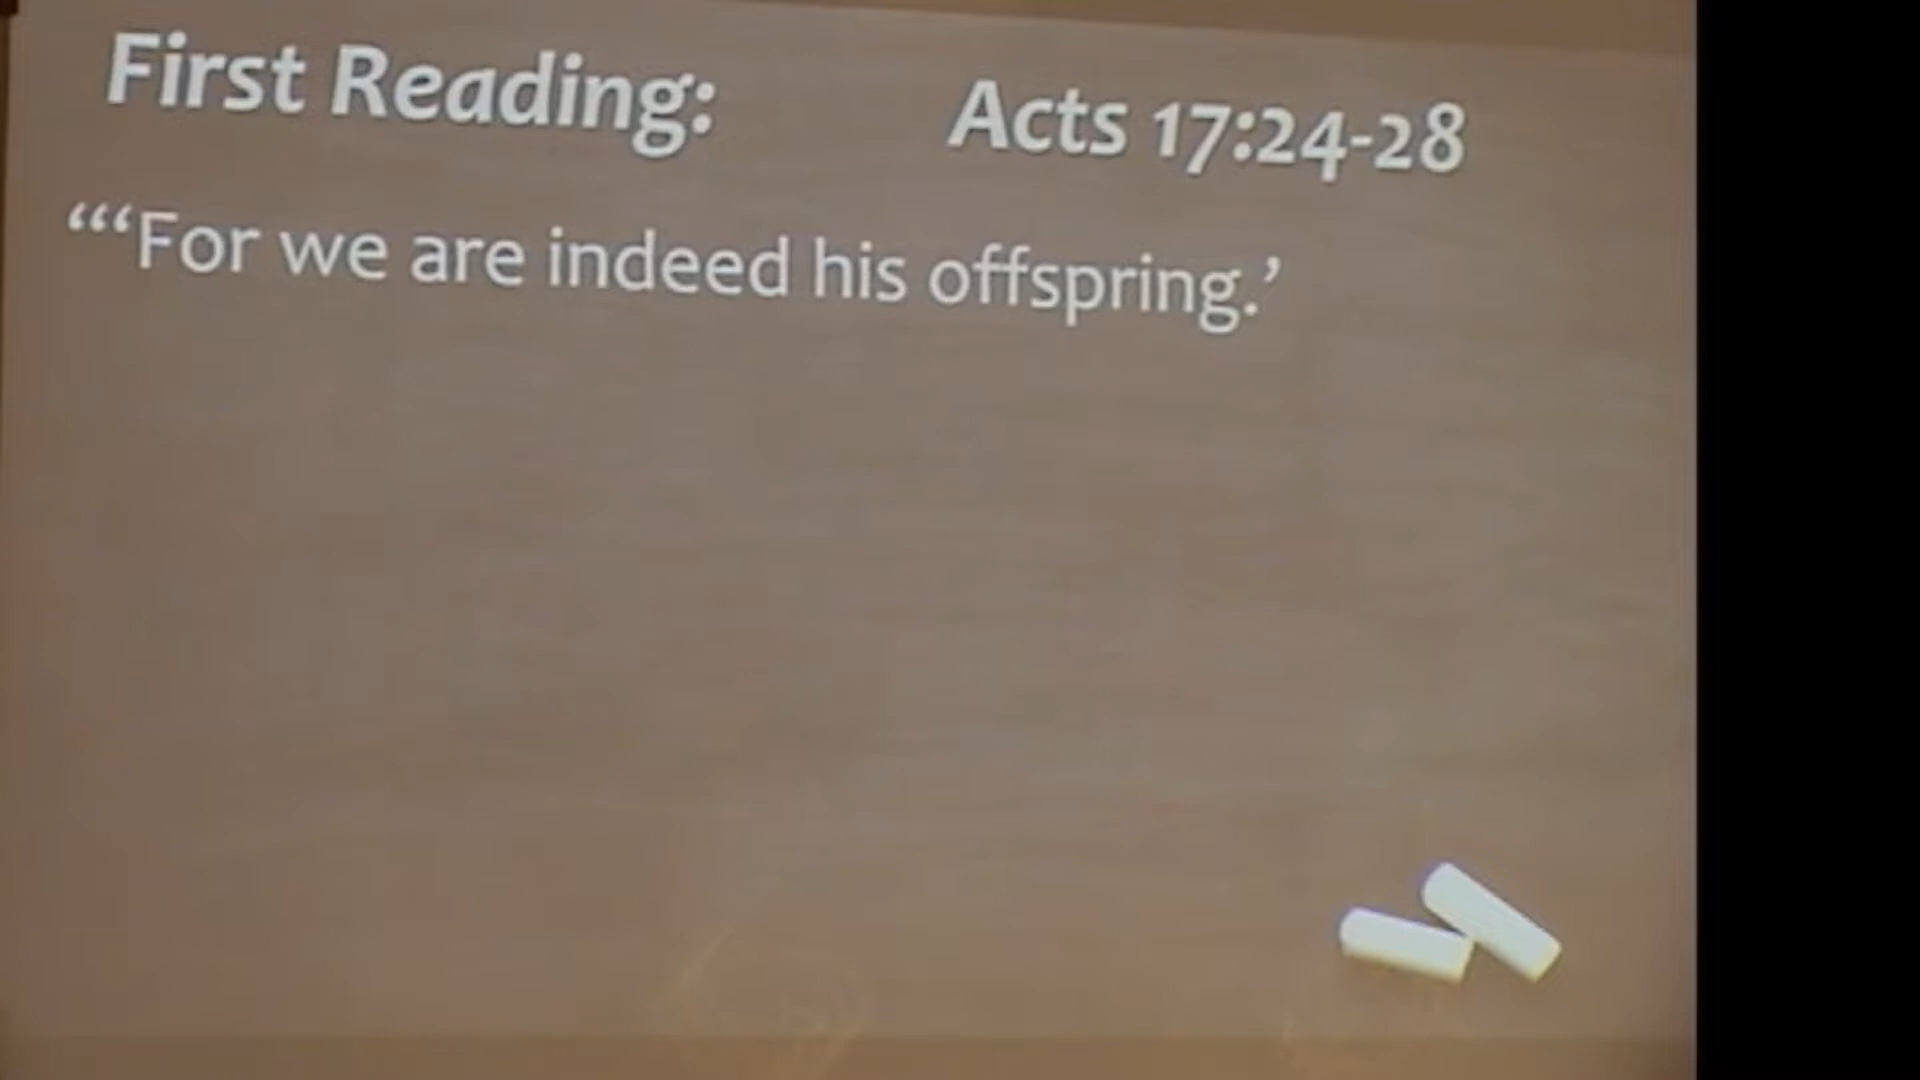 First Reading: Acts 17:24-28
“‘“For we are indeed his offspring.’